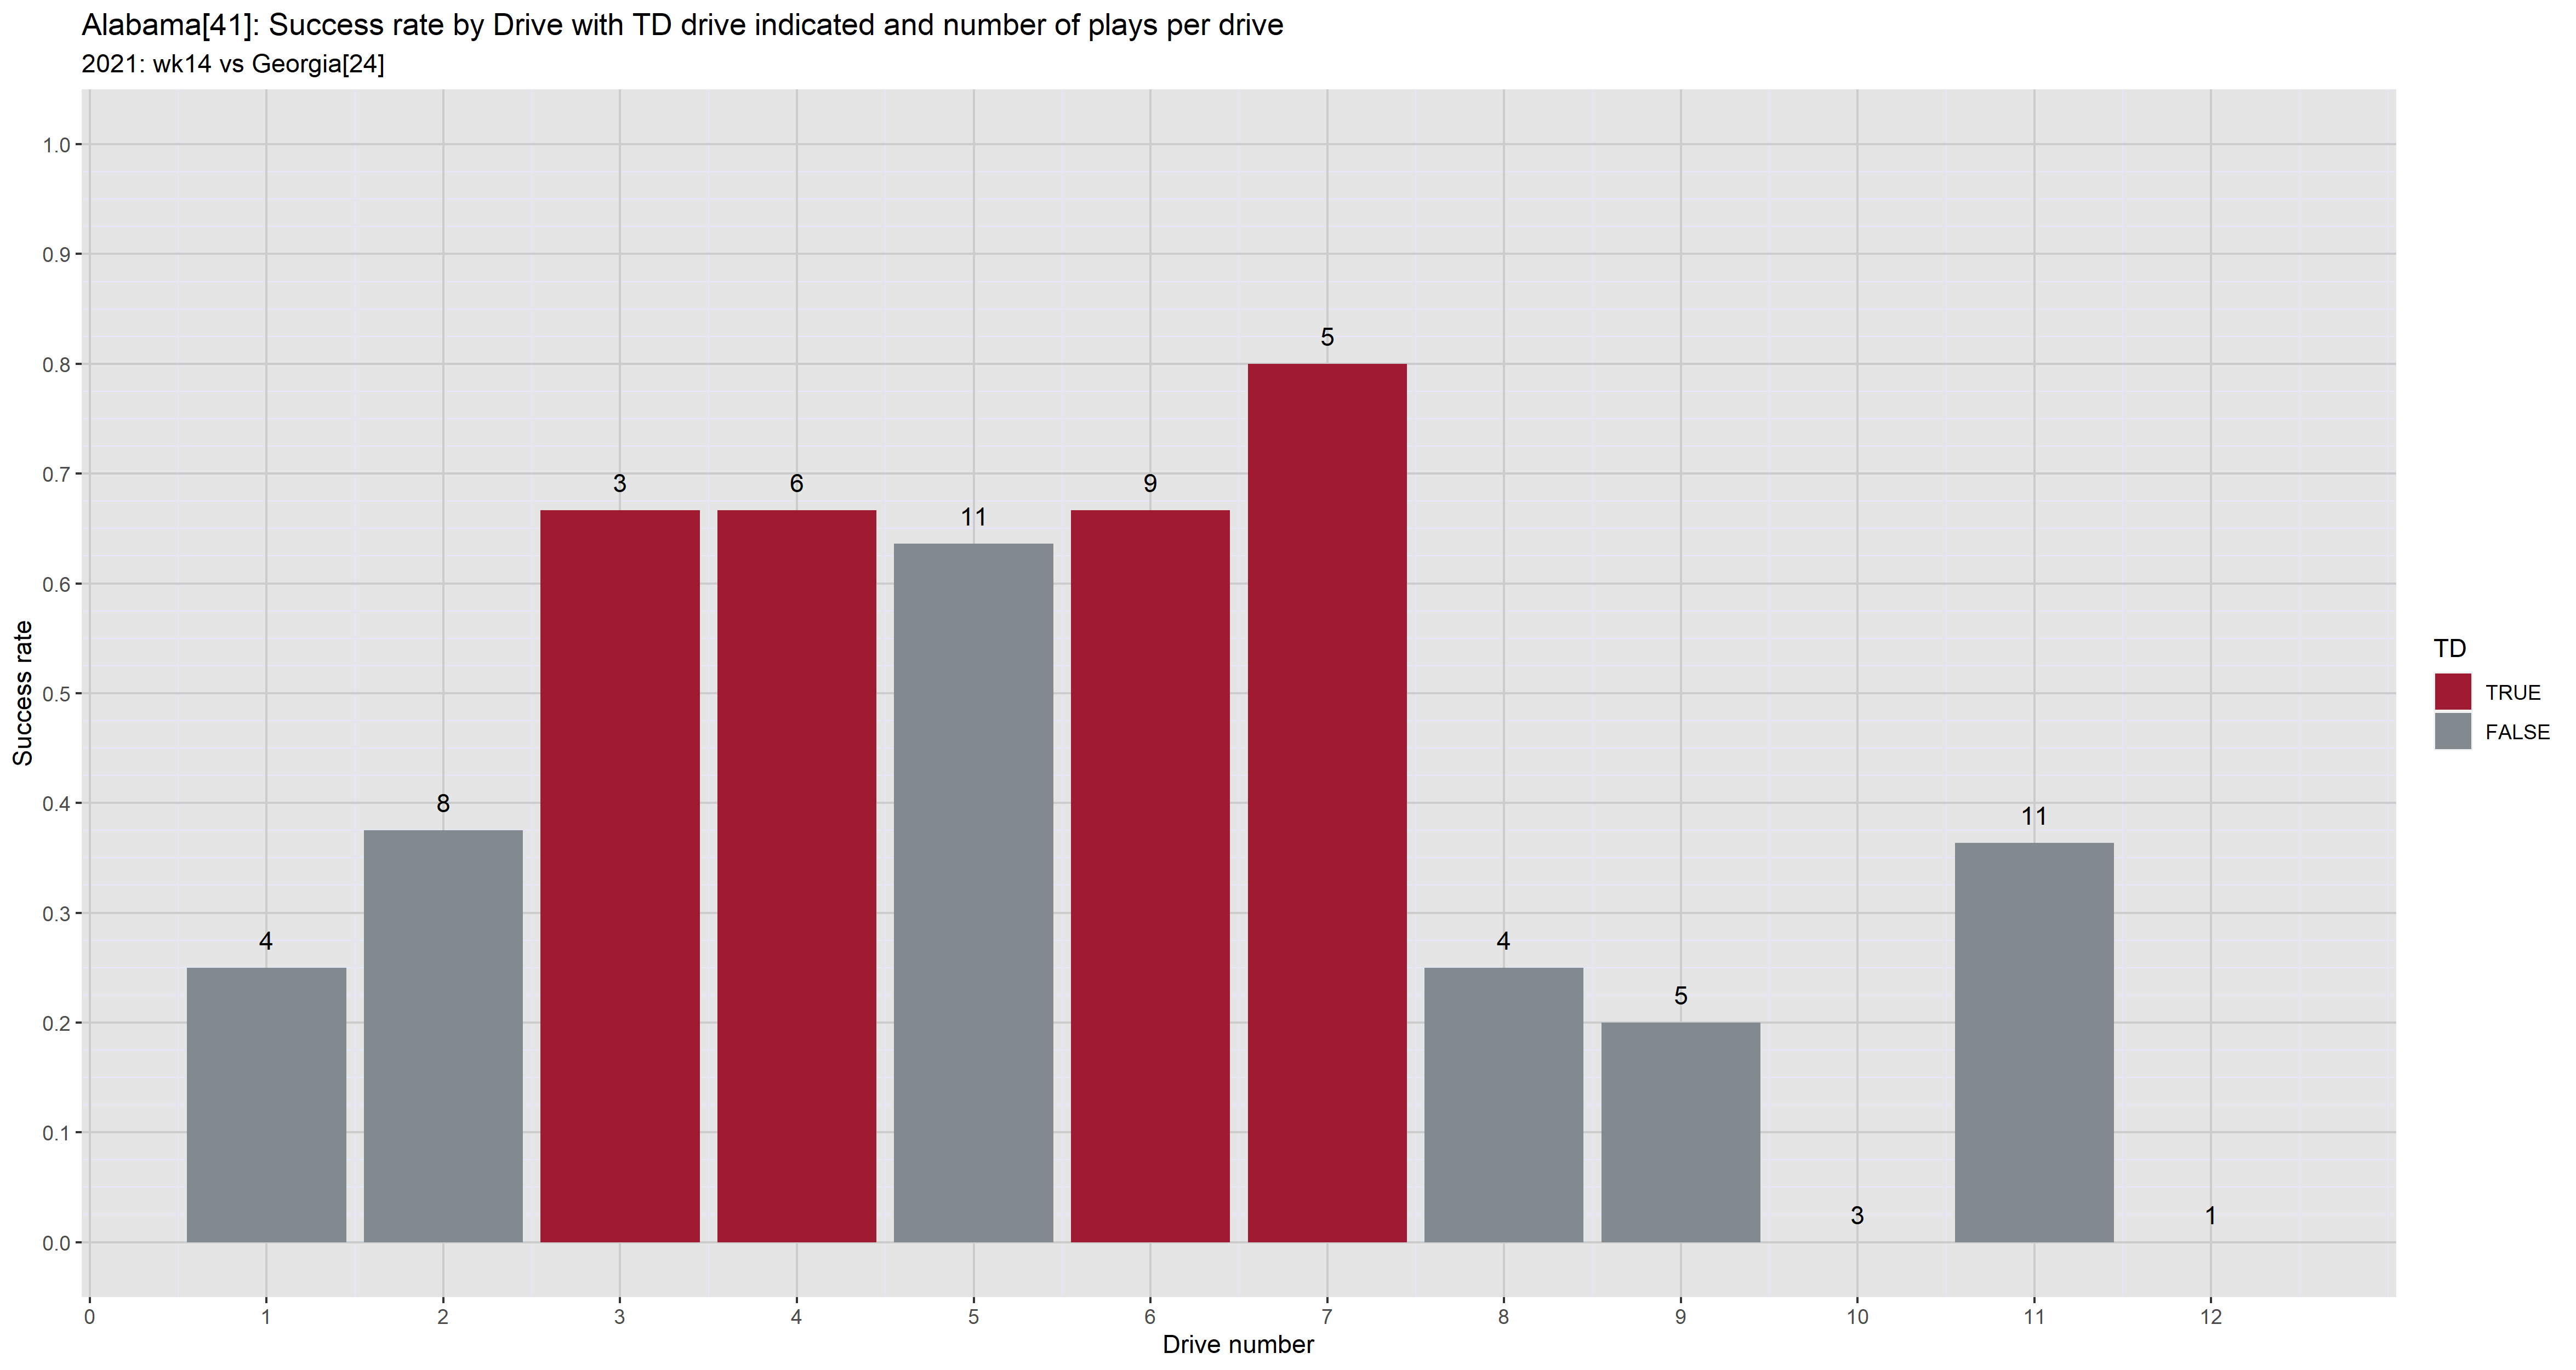 Alabama[41]: Success rate by Drive with TD drive indicated and number of plays per drive
2021: wk14 vs Georgia[24]
1.0
0.9
0.8
0.7
0.6
0.5
0.4
0.3
0.2
0.1
0.0
Success rate
4
8
3
6
11
9
5
4
5
3
11
1
0 1 2 3 4 5 6 7 8 9 10 11 12
Drive number
TD
TRUE
FALSE